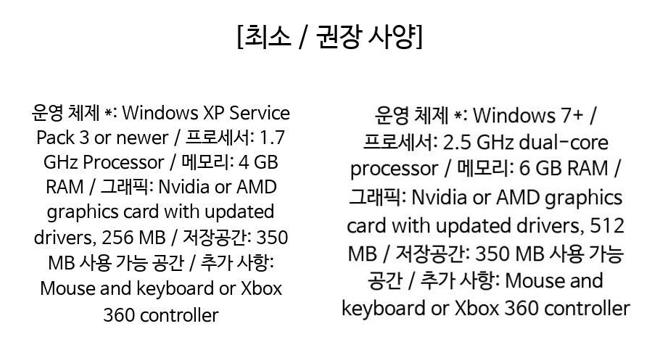 [최소 / 권장 사양]
운영 체제 *: Windows XP Service
Pack 3 or newer / 프로세서: 1.7
GHz Processor / 메모리: 4 GB
RAM / 그래픽: Nvidia or AMD
graphics card with updated
drivers, 256 MB / 저장공간: 350
MB 사용 가능 공간 / 추가 사항:
Mouse and keyboard or Xbox
360 controller
운영 체제 *: Windows 7+ /
프로세서: 2.5 GHz dual-core
processor / 메모리: 6 GB RAM /
그래픽: Nvidia or AMD graphics
card with updated drivers, 512
MB / 저장공간: 350 MB 사용 가능
공간 / 추가 사항: Mouse and
keyboard or Xbox 360 controller